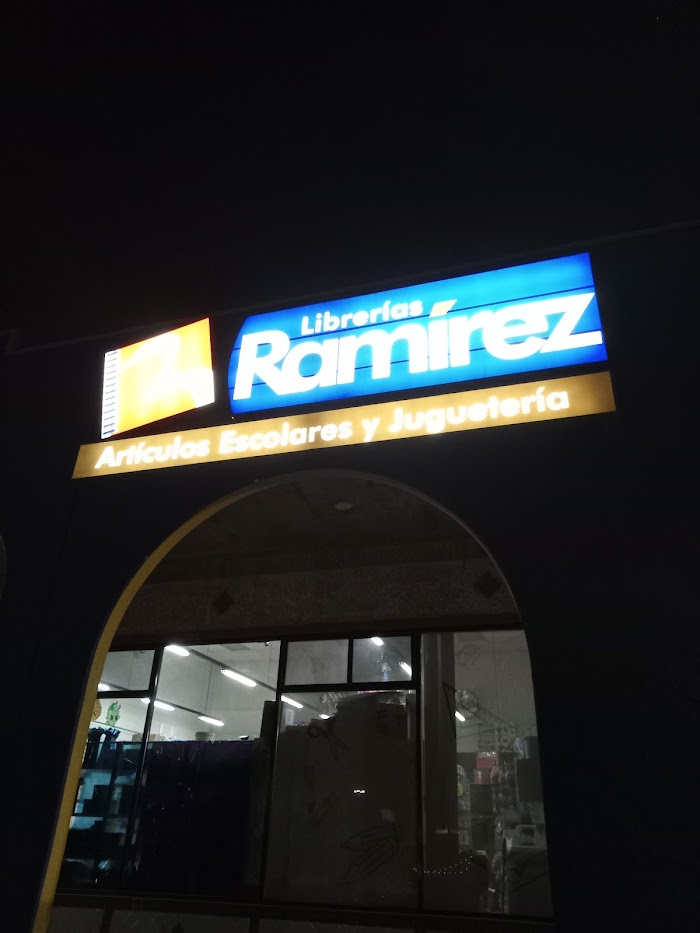 Librerías
Ramírez
Artículos Escolares y Juguetería